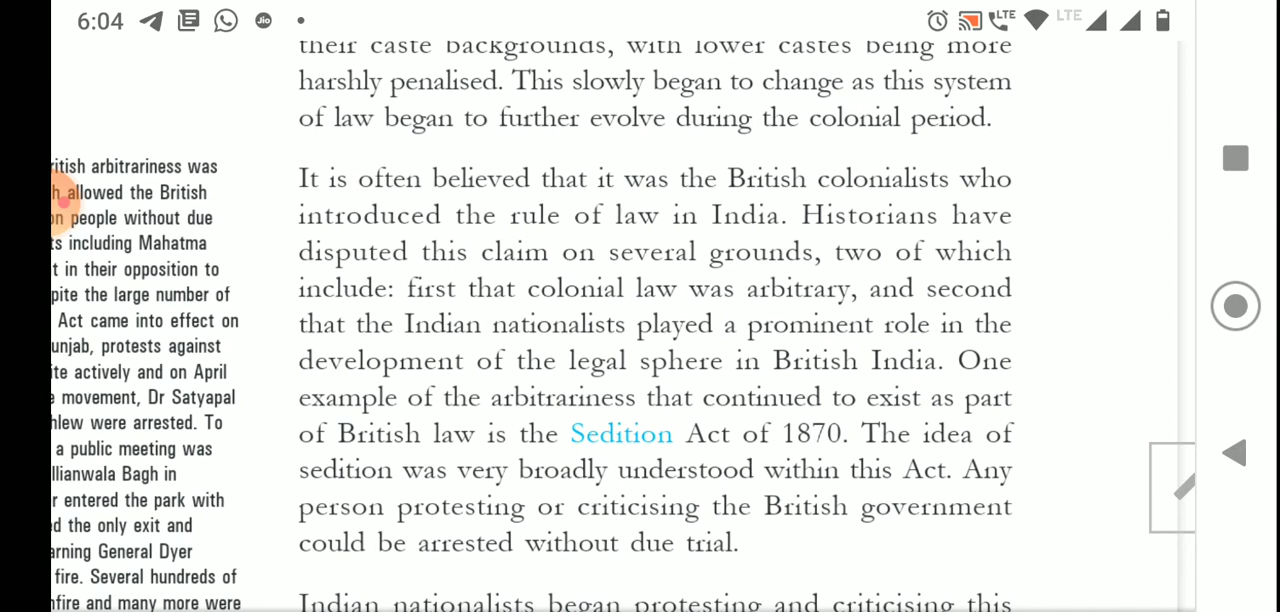 6:04
Jio
LTE
LTE
their caste backgrounds, with lower castes being more
harshly penalised. This slowly began to change as this system
of law began to further evolve during the colonial period.
ritish arbitrariness was
h allowed the British
on people without due
ts including Mahatma
t in their opposition to
pite the large number of
Act came into effect on
unjab, protests against
ite actively and on April
e movement, Dr Satyapal
hlew were arrested. To
a public meeting was
llianwala Bagh in
r entered the park with
ed the only exit and
arning General Dyer
fire. Several hundreds of
nfire and many more were
It is often believed that it was the British colonialists who
introduced the rule of law in India. Historians have
disputed this claim on several grounds, two of which
include: first that colonial law was arbitrary, and second
that the Indian nationalists played a prominent role in the
development of the legal sphere in British India. One
example of the arbitrariness that continued to exist as part
of British law is the Sedition Act of 1870. The idea of
sedition was very broadly understood within this Act. Any
person protesting or criticising the British government
could be arrested without due trial.
Indian nationalists began protesting and criticising this